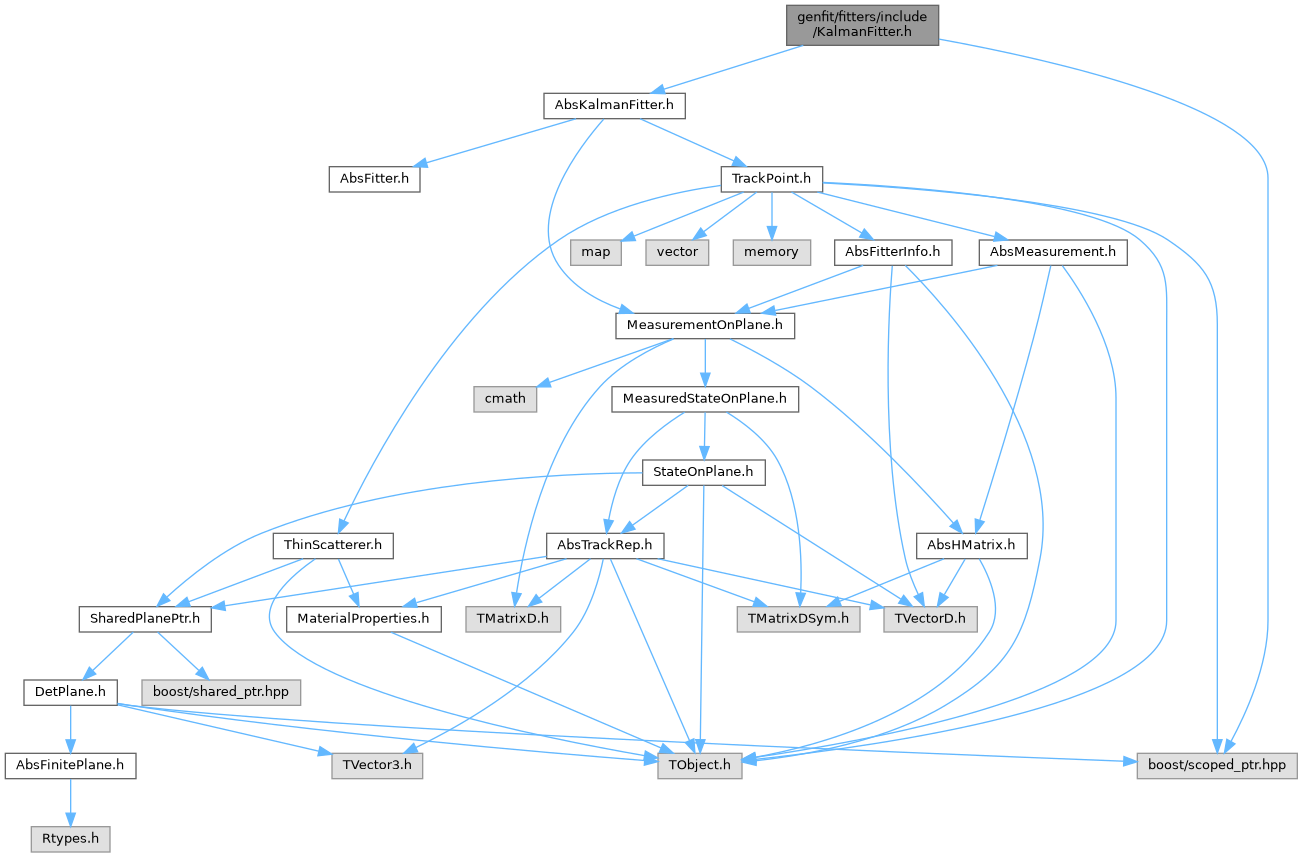 genfit/fitters/include
/KalmanFitter.h
AbsKalmanFitter.h
AbsFitter.h
TrackPoint.h
map
vector
memory
AbsFitterInfo.h
AbsMeasurement.h
MeasurementOnPlane.h
cmath
MeasuredStateOnPlane.h
StateOnPlane.h
ThinScatterer.h
AbsTrackRep.h
AbsHMatrix.h
SharedPlanePtr.h
MaterialProperties.h
TMatrixD.h
TMatrixDSym.h
TVectorD.h
DetPlane.h
boost/shared_ptr.hpp
AbsFinitePlane.h
TVector3.h
TObject.h
boost/scoped_ptr.hpp
Rtypes.h